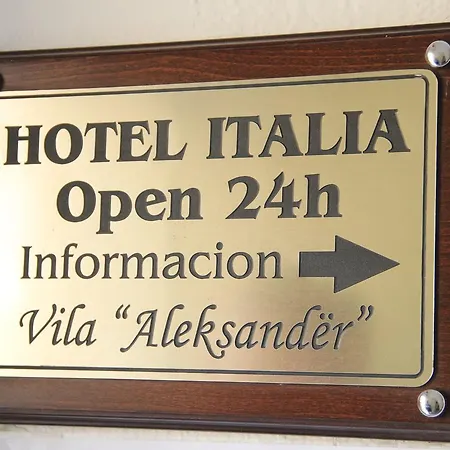 HOTEL ITALIA
Open 24h
Informacion
Vila “Aleksandër”